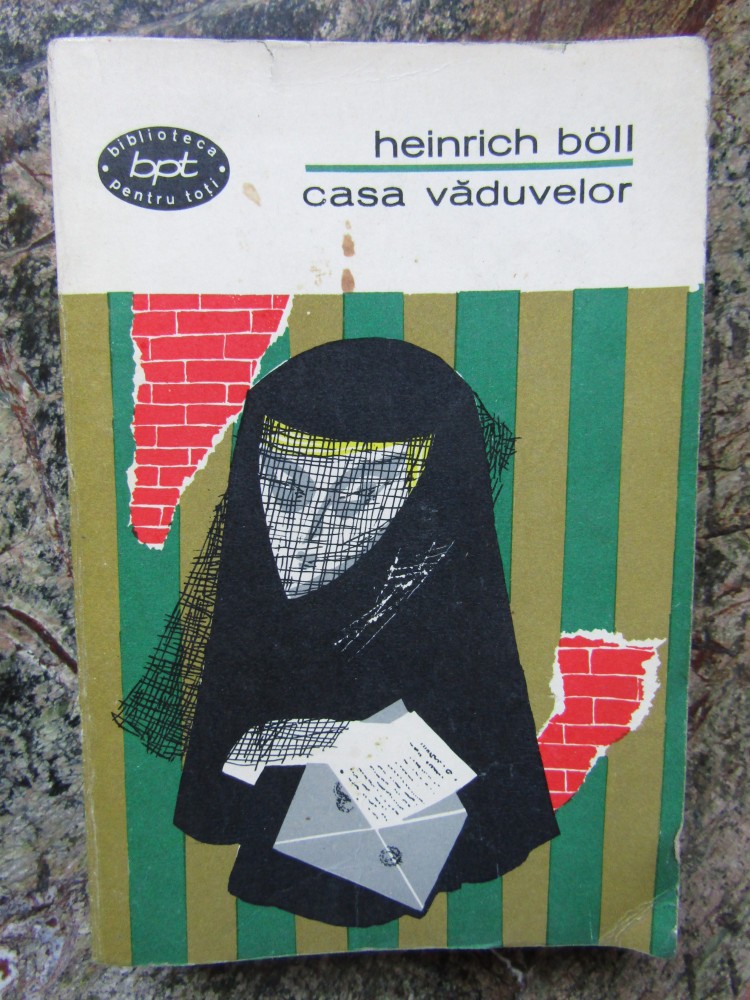 biblioteca
bpt
• pentru toți •
heinrich böll
casa văduvelor